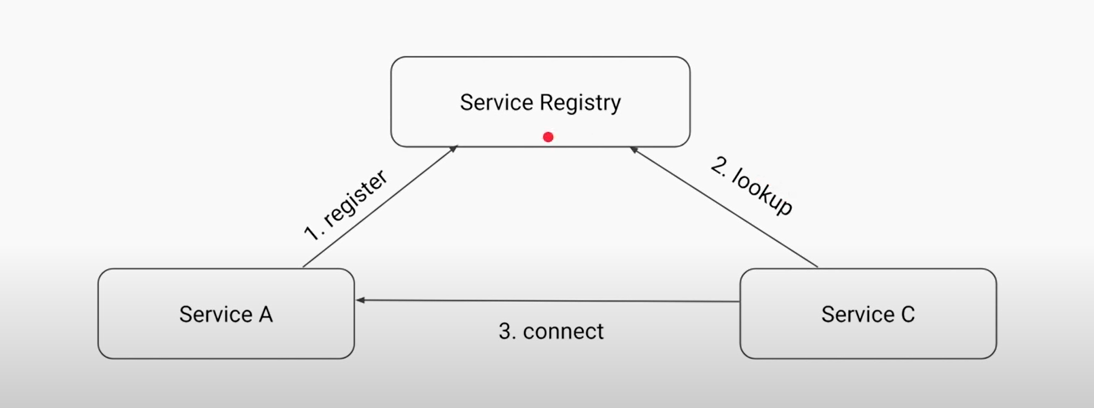 Service Registry
1. register
2. lookup
Service A
3. connect
Service C